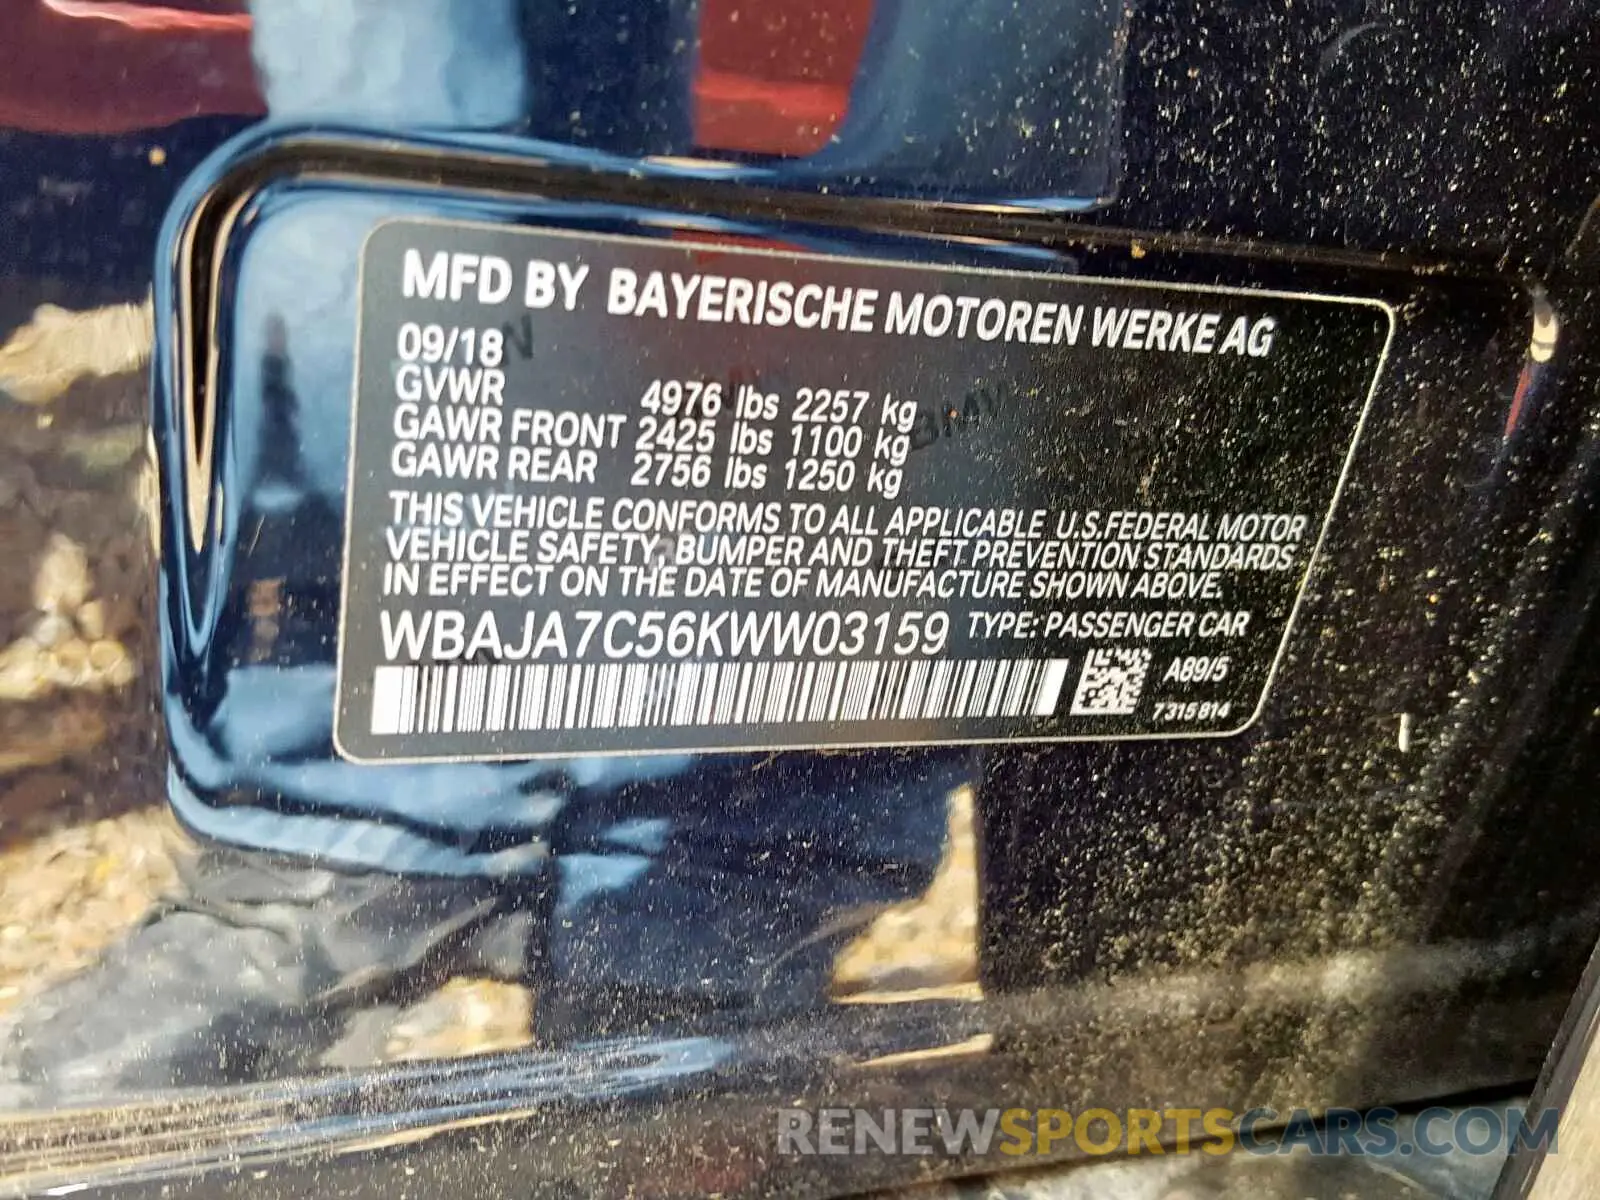 MFD BY BAYERISCHE MOTOREN WERKE AG
09/18
GVWR 4976 lbs 2257 kg
GAWR FRONT 2425 lbs 1100 kg
GAWR REAR 2756 lbs 1250 kg
THIS VEHICLE CONFORMS TO ALL APPLICABLE U.S.FEDERAL MOTOR
VEHICLE SAFETY, BUMPER AND THEFT PREVENTION STANDARDS
IN EFFECT ON THE DATE OF MANUFACTURE SHOWN ABOVE.
WBAJA7C56KWW03159 TYPE: PASSENGER CAR
A89/5
7315814
RENEWSPORTSCARS.COM